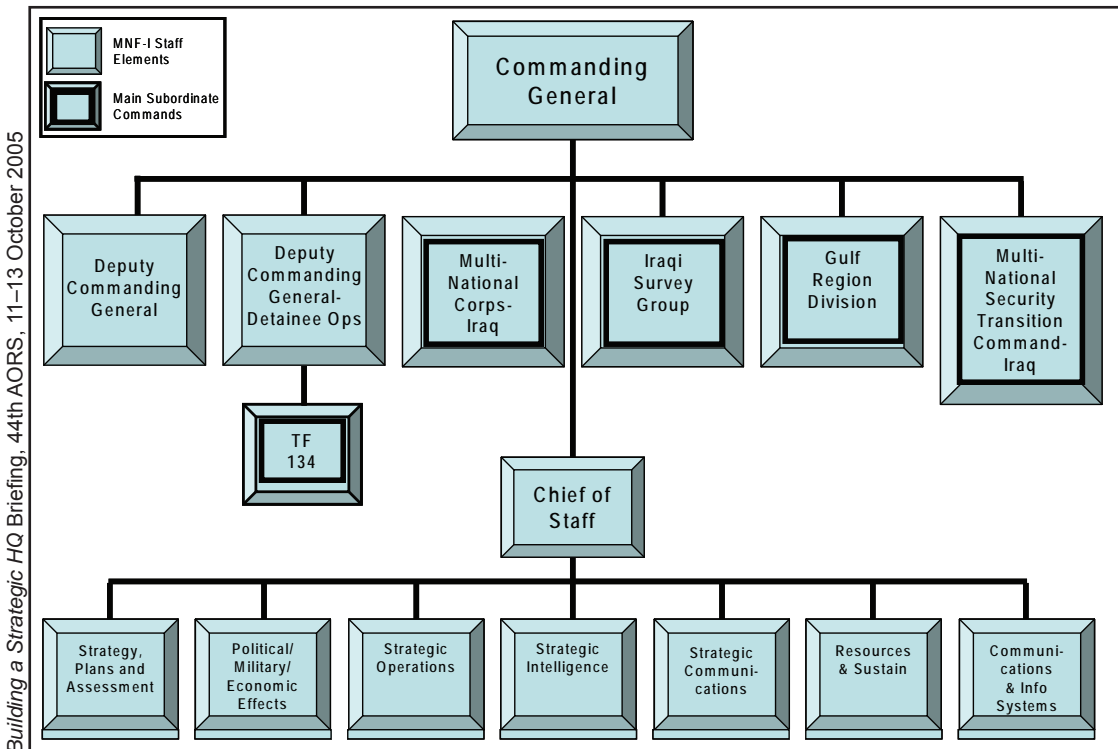 MNF-I Staff
Elements
Main Subordinate
Commands
Commanding
General
Deputy
Commanding
General
Deputy
Commanding
General-
Detainee Ops
Multi-
National
Corps-
Iraq
Iraqi
Survey
Group
Gulf
Region
Division
Multi-
National
Security
Transition
Command-
Iraq
TF
134
Chief of
Staff
Strategy,
Plans and
Assessment
Political/
Military/
Economic
Effects
Strategic
Operations
Strategic
Intelligence
Strategic
Communi-
cations
Resources
& Sustain
Communi-
cations
& Info
Systems
Building a Strategic HQ Briefing, 44th AORS, 11–13 October 2005